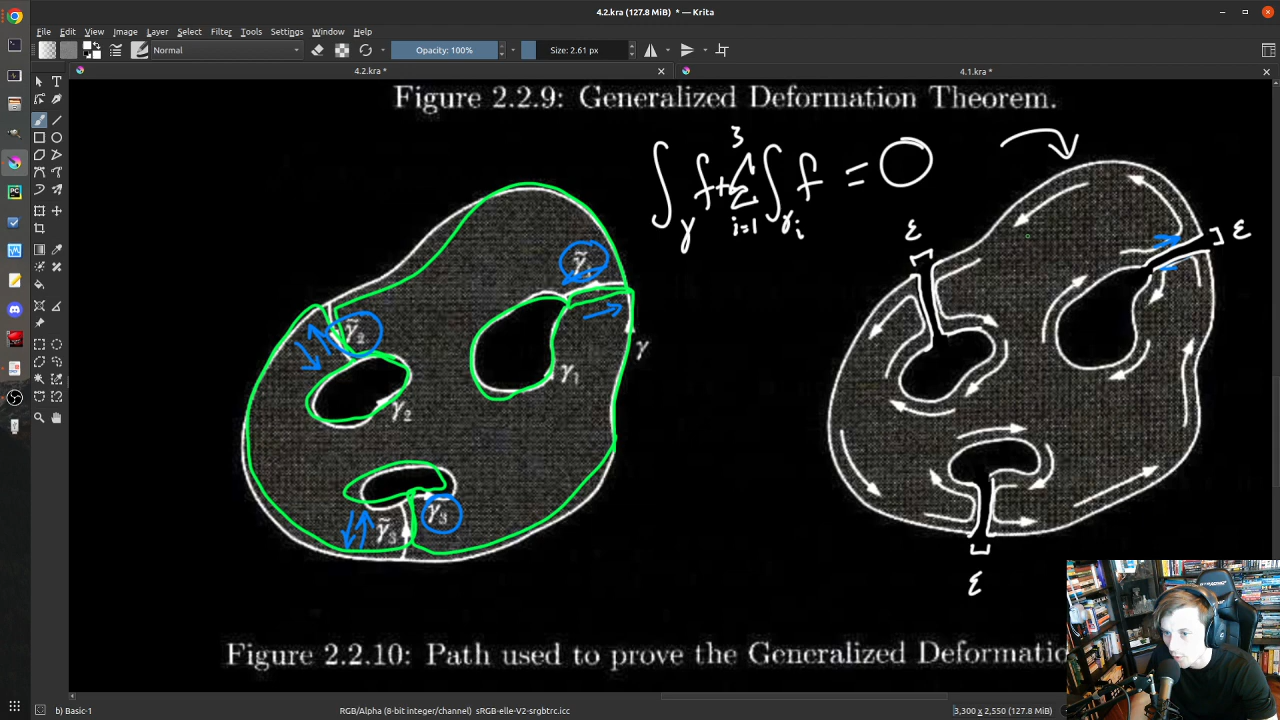 4.2.kra (127.8 MiB) * — Krita
File Edit View Image Layer Select Filter Tools Settings Window Help
Normal Opacity: 100% Size: 2.61 px
4.2.kra * 4.1.kra *
Figure 2.2.9: Generalized Deformation Theorem.
∫γ f + Σ i=1 3 ∫γi f = 0
ε ε
γ̃1
γ̃2
γ
γ1
γ2
γ3
γ̃3
ε
Figure 2.2.10: Path used to prove the Generalized Deformatio
b) Basic-1 RGB/Alpha (8-bit integer/channel) sRGB-elle-V2-srgbtrc.icc 3,300 x 2,550 (127.8 MiB)